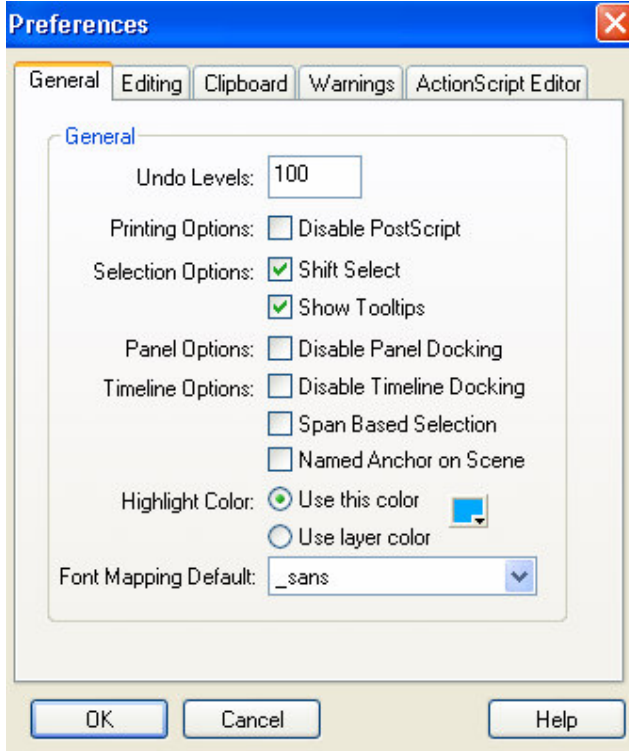 Preferences
General Editing Clipboard Warnings ActionScript Editor
General
Undo Levels: 100
Printing Options: Disable PostScript
Selection Options: Shift Select
Show Tooltips
Panel Options: Disable Panel Docking
Timeline Options: Disable Timeline Docking
Span Based Selection
Named Anchor on Scene
Highlight Color: Use this color
Use layer color
Font Mapping Default: _sans
OK Cancel Help